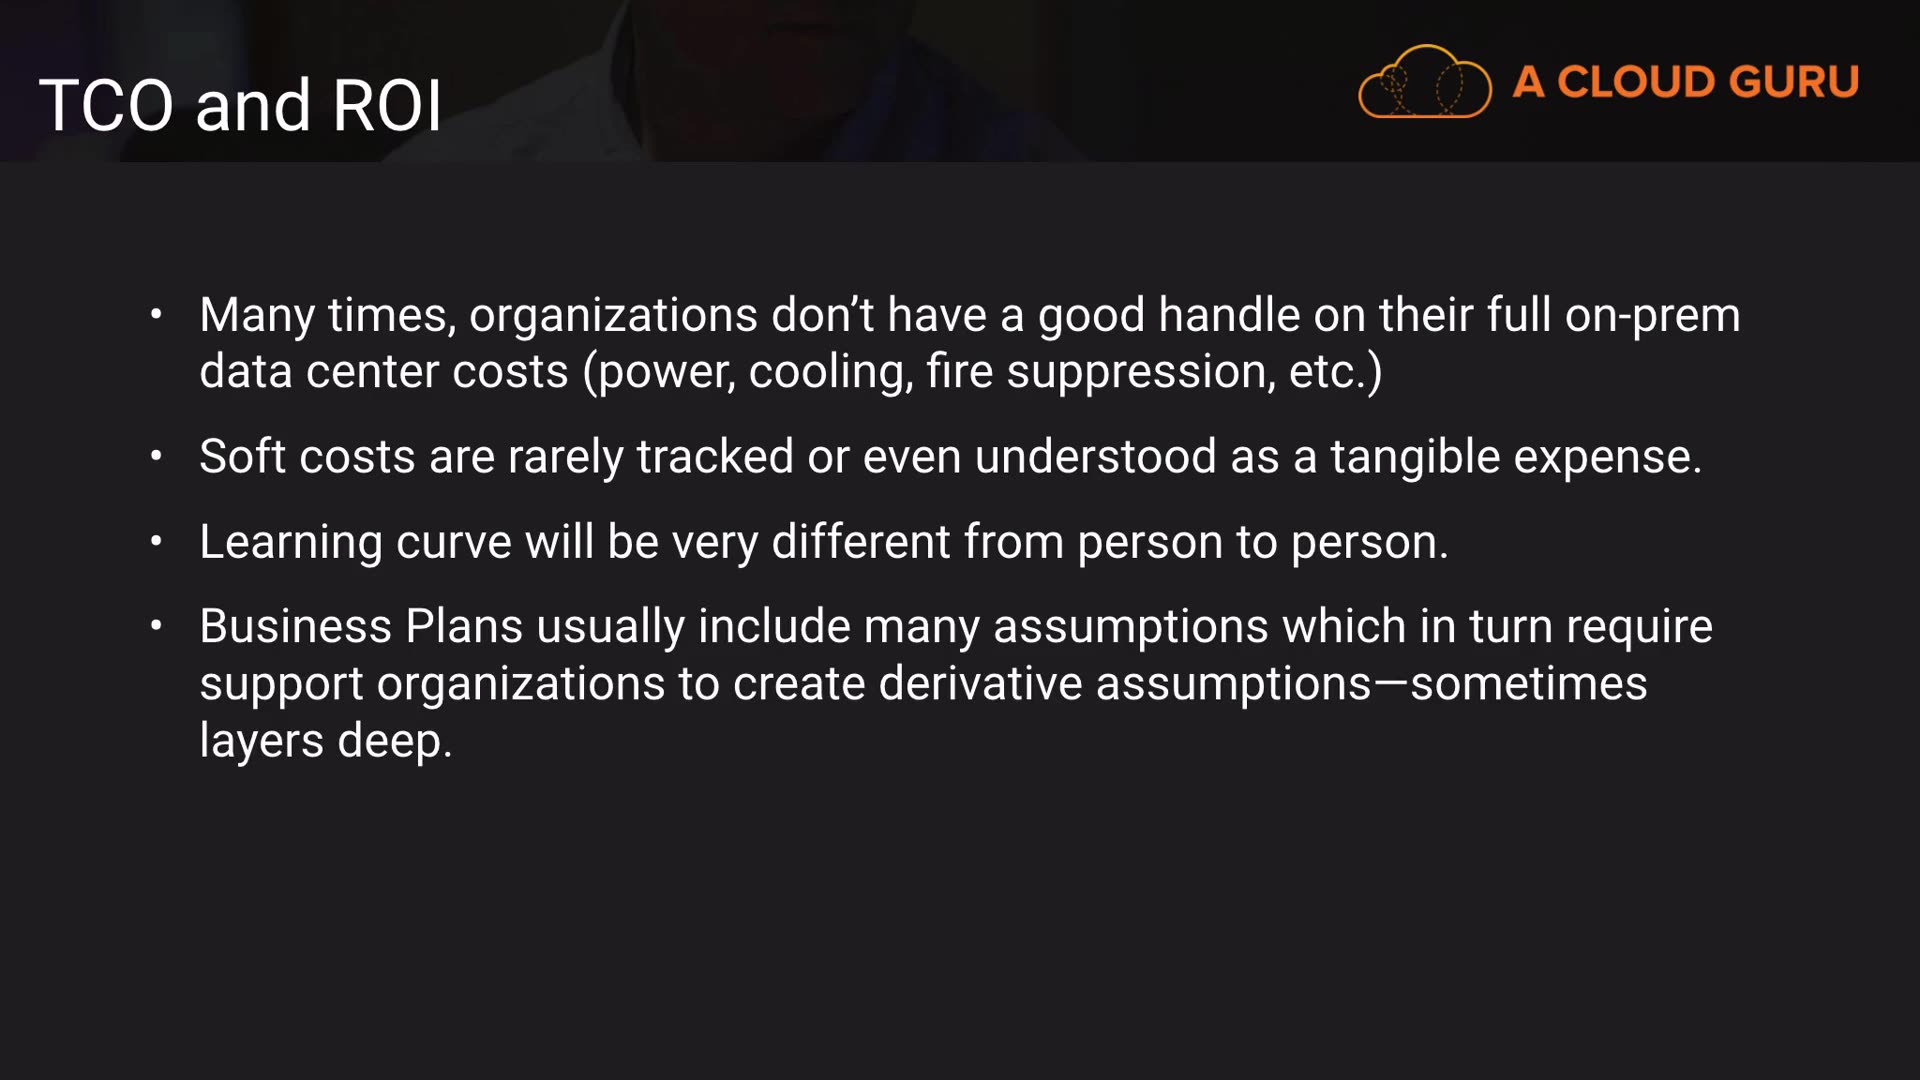 TCO and ROI
A CLOUD GURU
• Many times, organizations don’t have a good handle on their full on-prem
data center costs (power, cooling, fire suppression, etc.)
• Soft costs are rarely tracked or even understood as a tangible expense.
• Learning curve will be very different from person to person.
• Business Plans usually include many assumptions which in turn require
support organizations to create derivative assumptions—sometimes
layers deep.